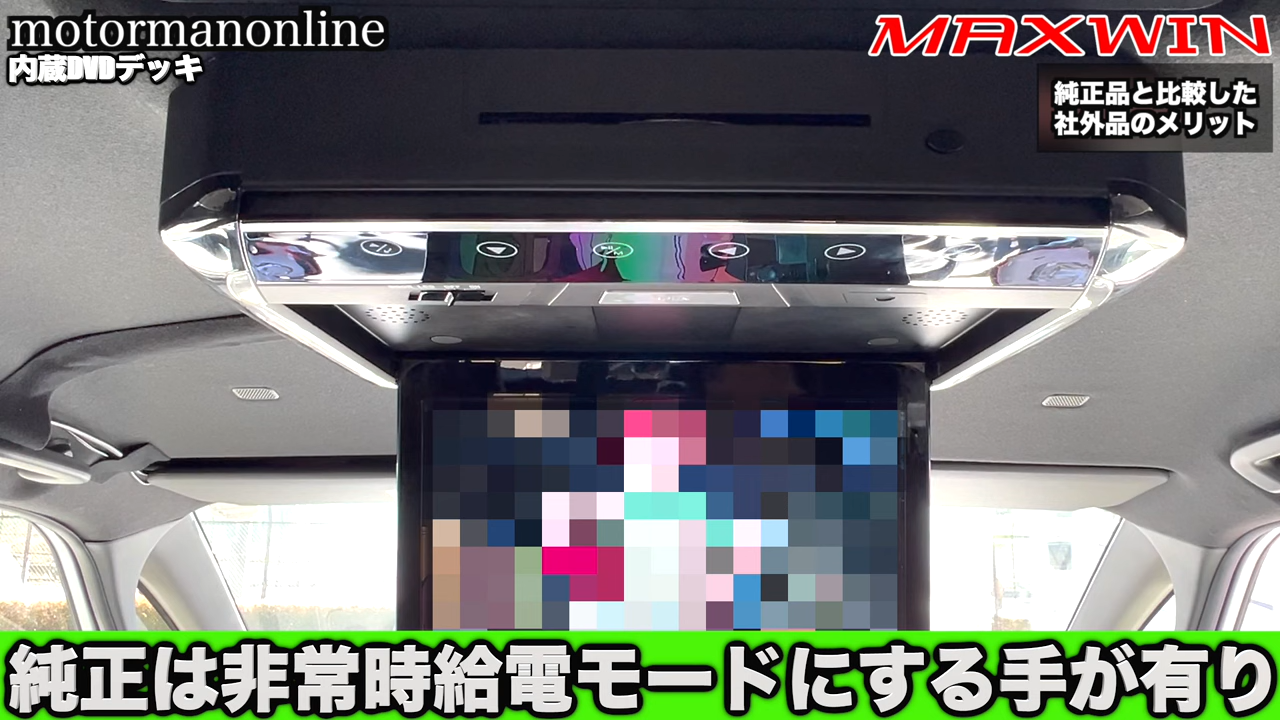 motormanonline
内蔵DVDデッキ
MAXWIN
純正品と比較した
社外品のメリット
純正は非常時給電モードにする手が有り